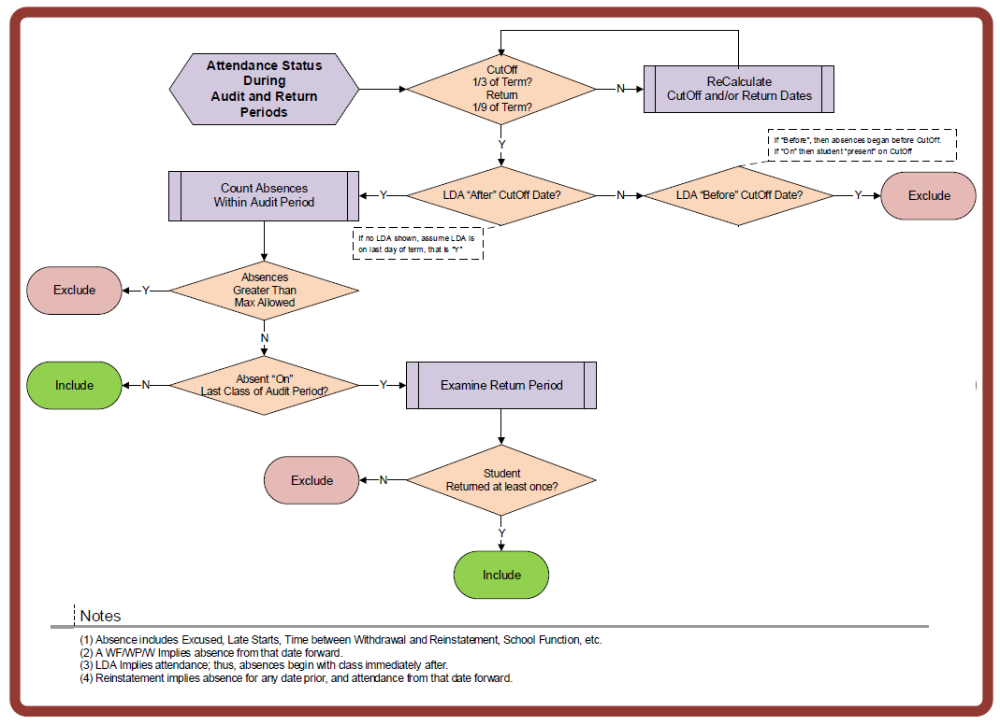 Attendance Status
During
Audit and Return
Periods
CutOff
1/3 of Term?
Return
1/9 of Term?
N
ReCalculate
CutOff and/or Return Dates
Y
If “Before”, then absences began before CutOff.
If “On” then student “present” on CutOff
Count Absences
Within Audit Period
Y
LDA “After” CutOff Date?
N
LDA “Before” CutOff Date?
Y
Exclude
If no LDA shown, assume LDA is
on last day of term, that is “Y”
Exclude
Y
Absences
Greater Than
Max Allowed
N
Include
N
Absent “On”
Last Class of Audit Period?
Y
Examine Return Period
Exclude
N
Student
Returned at least once?
Y
Include
Notes
(1) Absence includes Excused, Late Starts, Time between Withdrawal and Reinstatement, School Function, etc.
(2) A WF/WP/W Implies absence from that date forward.
(3) LDA Implies attendance; thus, absences begin with class immediately after.
(4) Reinstatement implies absence for any date prior, and attendance from that date forward.